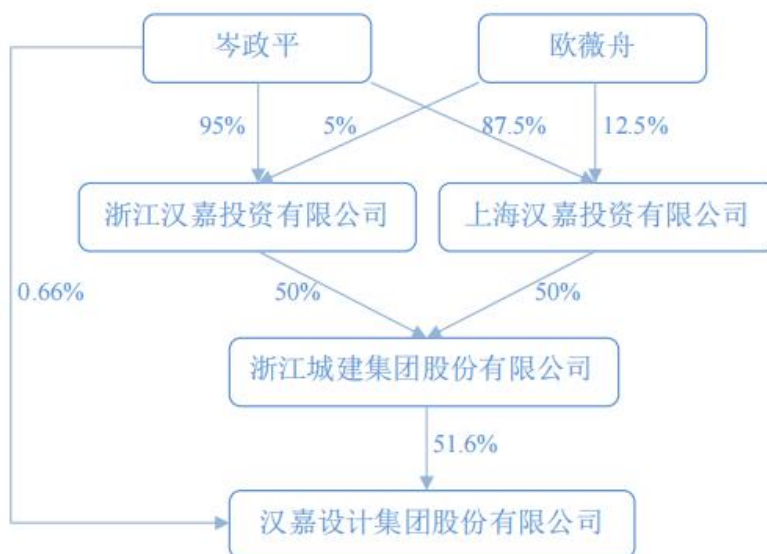 岑政平
欧薇舟
95%
5%
87.5%
12.5%
浙江汉嘉投资有限公司
上海汉嘉投资有限公司
0.66%
50%
50%
浙江城建集团股份有限公司
51.6%
汉嘉设计集团股份有限公司